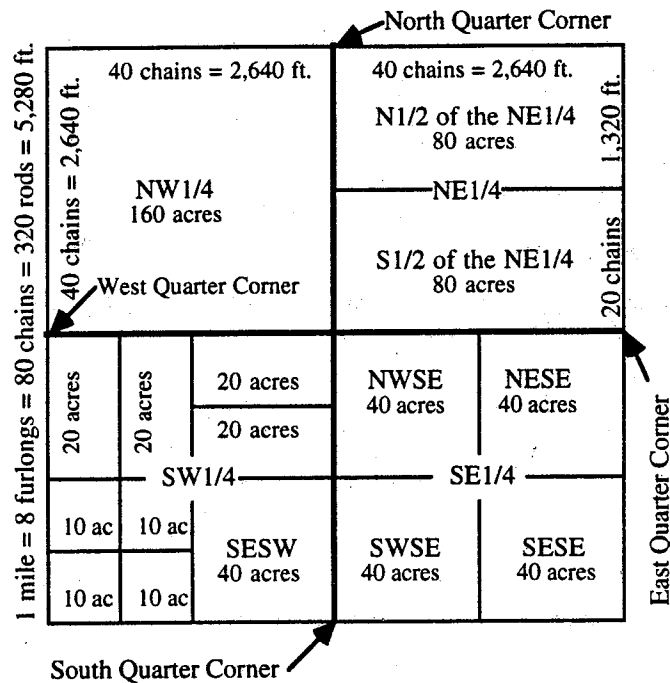 North Quarter Corner
40 chains = 2,640 ft.
40 chains = 2,640 ft.
1 mile = 8 furlongs = 80 chains = 320 rods = 5,280 ft.
40 chains = 2,640 ft.
N1/2 of the NE1/4
80 acres
1,320 ft.
NW1/4
160 acres
NE1/4
S1/2 of the NE1/4
80 acres
20 chains
West Quarter Corner
20 acres
20 acres
20 acres
20 acres
NWSE
40 acres
NESE
40 acres
SW1/4
SE1/4
10 ac
10 ac
SESW
40 acres
SWSE
40 acres
SESE
40 acres
10 ac
10 ac
East Quarter Corner
South Quarter Corner